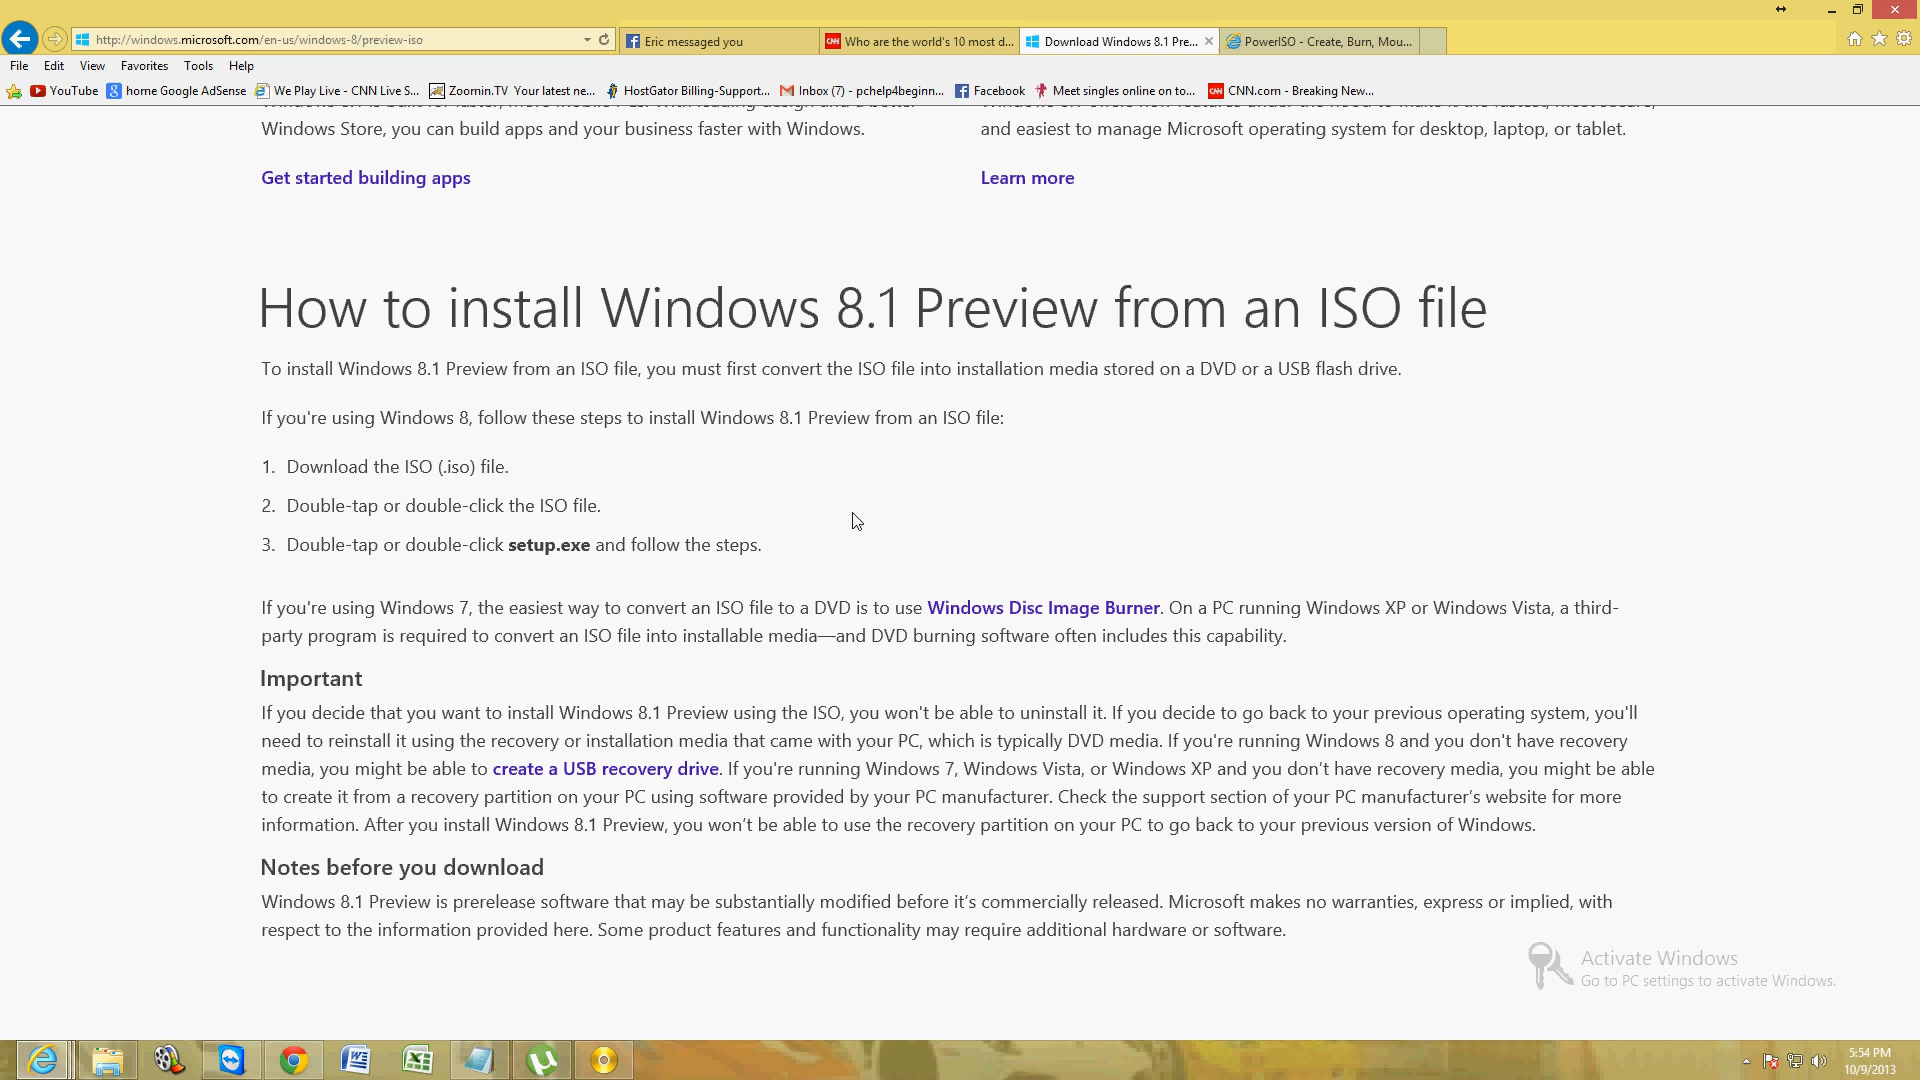 http://windows.microsoft.com/en-us/windows-8/preview-iso
Eric messaged you
CNN Who are the world's 10 most d...
Download Windows 8.1 Pre...
PowerISO - Create, Burn, Mou...
File Edit View Favorites Tools Help
YouTube
home Google AdSense
We Play Live - CNN Live S...
Zoomin.TV Your latest ne...
HostGator Billing-Support...
Inbox (7) - pchelp4beginn...
Facebook
Meet singles online on to...
CNN CNN.com - Breaking New...
Windows Store, you can build apps and your business faster with Windows.
Get started building apps
and easiest to manage Microsoft operating system for desktop, laptop, or tablet.
Learn more
How to install Windows 8.1 Preview from an ISO file
To install Windows 8.1 Preview from an ISO file, you must first convert the ISO file into installation media stored on a DVD or a USB flash drive.
If you're using Windows 8, follow these steps to install Windows 8.1 Preview from an ISO file:
1. Download the ISO (.iso) file.
2. Double-tap or double-click the ISO file.
3. Double-tap or double-click setup.exe and follow the steps.
If you're using Windows 7, the easiest way to convert an ISO file to a DVD is to use Windows Disc Image Burner. On a PC running Windows XP or Windows Vista, a third-
party program is required to convert an ISO file into installable media—and DVD burning software often includes this capability.
Important
If you decide that you want to install Windows 8.1 Preview using the ISO, you won't be able to uninstall it. If you decide to go back to your previous operating system, you'll
need to reinstall it using the recovery or installation media that came with your PC, which is typically DVD media. If you're running Windows 8 and you don't have recovery
media, you might be able to create a USB recovery drive. If you're running Windows 7, Windows Vista, or Windows XP and you don’t have recovery media, you might be able
to create it from a recovery partition on your PC using software provided by your PC manufacturer. Check the support section of your PC manufacturer’s website for more
information. After you install Windows 8.1 Preview, you won’t be able to use the recovery partition on your PC to go back to your previous version of Windows.
Notes before you download
Windows 8.1 Preview is prerelease software that may be substantially modified before it’s commercially released. Microsoft makes no warranties, express or implied, with
respect to the information provided here. Some product features and functionality may require additional hardware or software.
Activate Windows
Go to PC settings to activate Windows.
5:54 PM
10/9/2013